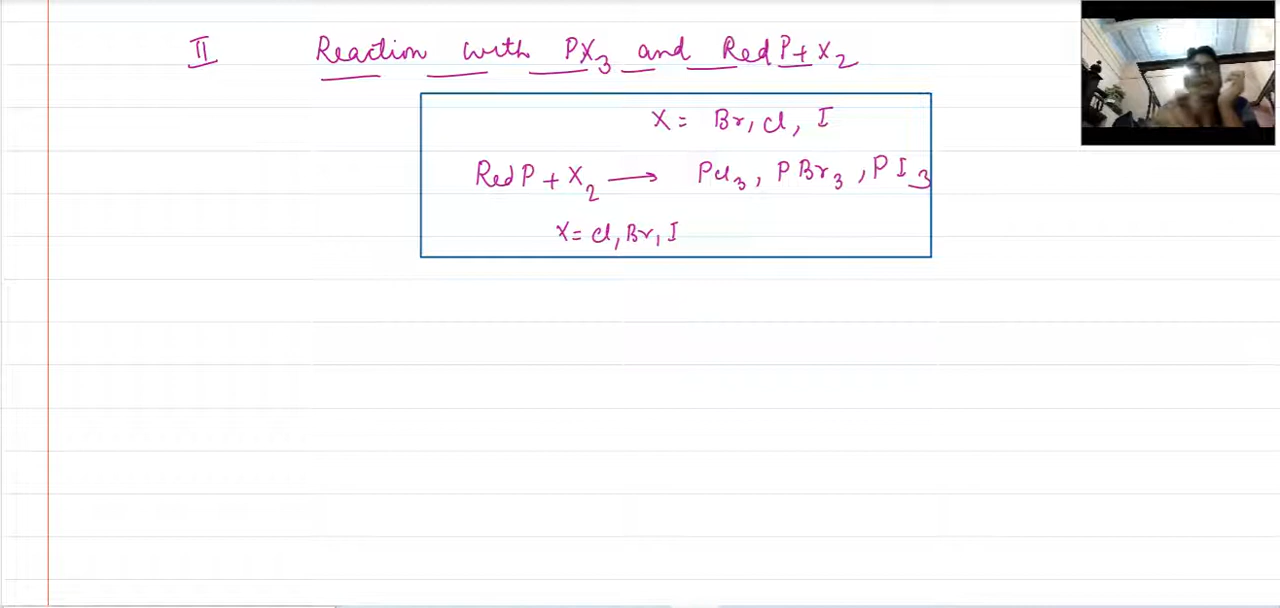 II Reaction with PX3 and Red P + X2
X = Br, Cl, I
Red P + X2 ⟶ PCl3, PBr3, PI3
X = Cl, Br, I